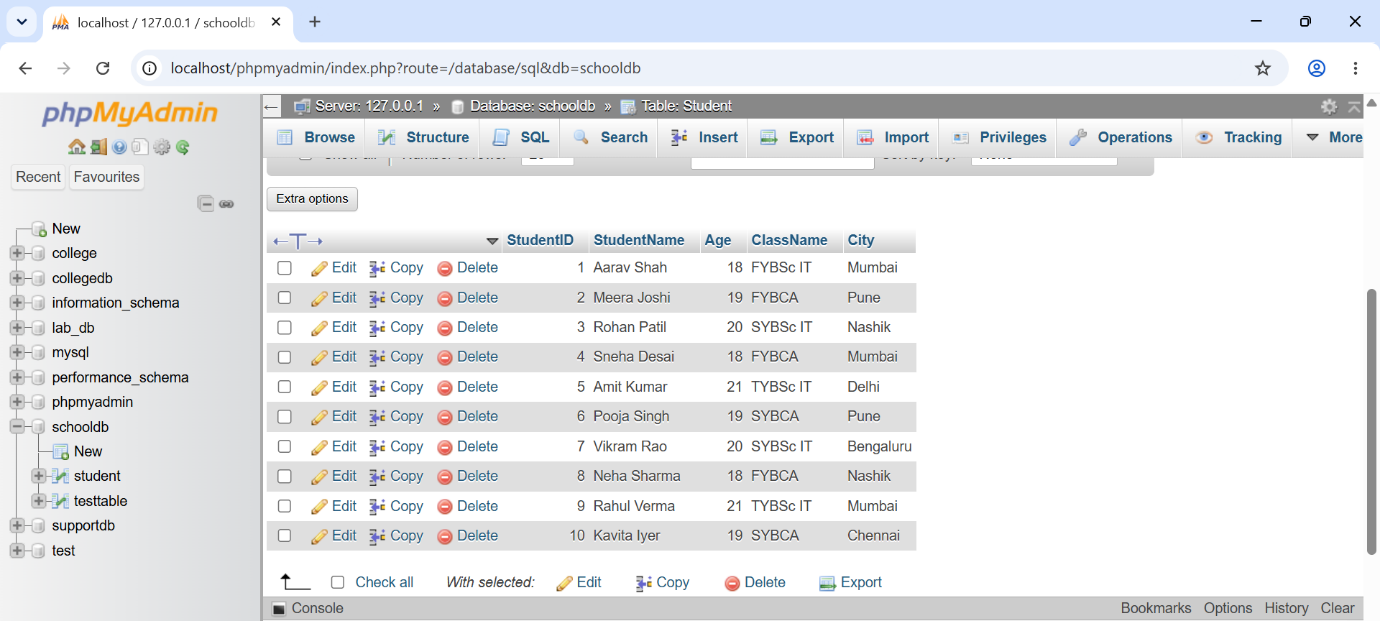 localhost / 127.0.0.1 / schooldb
localhost/phpmyadmin/index.php?route=/database/sql&db=schooldb
phpMyAdmin
Recent Favourites
New
college
collegedb
information_schema
lab_db
mysql
performance_schema
phpmyadmin
schooldb
New
student
testtable
supportdb
test
Server: 127.0.0.1 » Database: schooldb » Table: Student
Browse Structure SQL Search Insert Export Import Privileges Operations Tracking More
Extra options
StudentID StudentName Age ClassName City
Edit Copy Delete 1 Aarav Shah 18 FYBSc IT Mumbai
Edit Copy Delete 2 Meera Joshi 19 FYBCA Pune
Edit Copy Delete 3 Rohan Patil 20 SYBSc IT Nashik
Edit Copy Delete 4 Sneha Desai 18 FYBCA Mumbai
Edit Copy Delete 5 Amit Kumar 21 TYBSc IT Delhi
Edit Copy Delete 6 Pooja Singh 19 SYBCA Pune
Edit Copy Delete 7 Vikram Rao 20 SYBSc IT Bengaluru
Edit Copy Delete 8 Neha Sharma 18 FYBCA Nashik
Edit Copy Delete 9 Rahul Verma 21 TYBSc IT Mumbai
Edit Copy Delete 10 Kavita Iyer 19 SYBCA Chennai
Check all With selected: Edit Copy Delete Export
Console Bookmarks Options History Clear